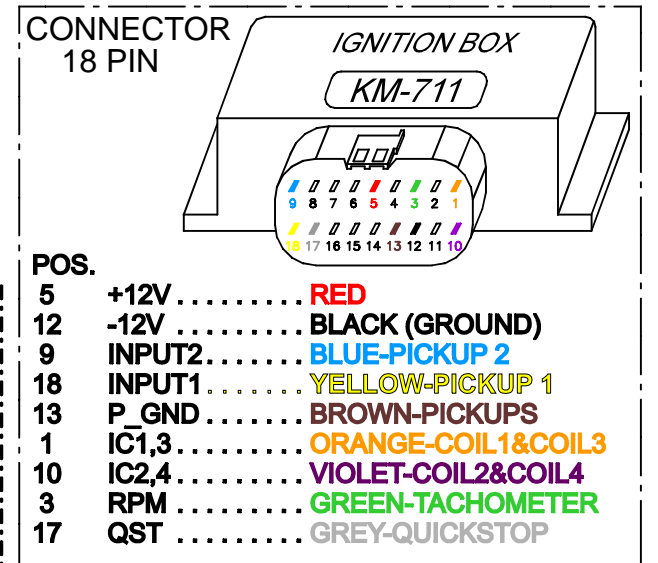 CONNECTOR
18 PIN
IGNITION BOX
KM-711
9 8 7 6 5 4 3 2 1
18 17 16 15 14 13 12 11 10
POS.
5 +12V......... RED
12 -12V ......... BLACK (GROUND)
9 INPUT2....... BLUE-PICKUP 2
18 INPUT1....... YELLOW-PICKUP 1
13 P_GND....... BROWN-PICKUPS
1 IC1,3......... ORANGE-COIL1&COIL3
10 IC2,4......... VIOLET-COIL2&COIL4
3 RPM ......... GREEN-TACHOMETER
17 QST ......... GREY-QUICKSTOP